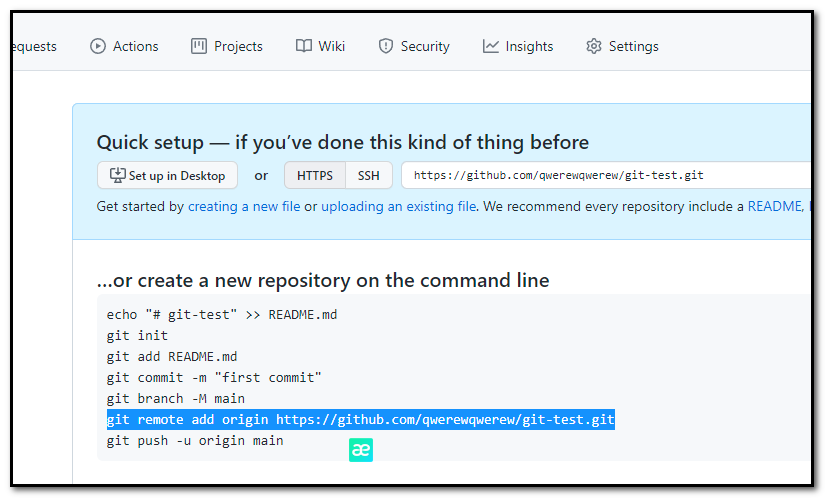 equests Actions Projects Wiki Security Insights Settings
Quick setup — if you’ve done this kind of thing before
Set up in Desktop or HTTPS SSH https://github.com/qwerewqwerew/git-test.git
Get started by creating a new file or uploading an existing file. We recommend every repository include a README,
...or create a new repository on the command line
echo "# git-test" >> README.md
git init
git add README.md
git commit -m "first commit"
git branch -M main
git remote add origin https://github.com/qwerewqwerew/git-test.git
git push -u origin main
æ